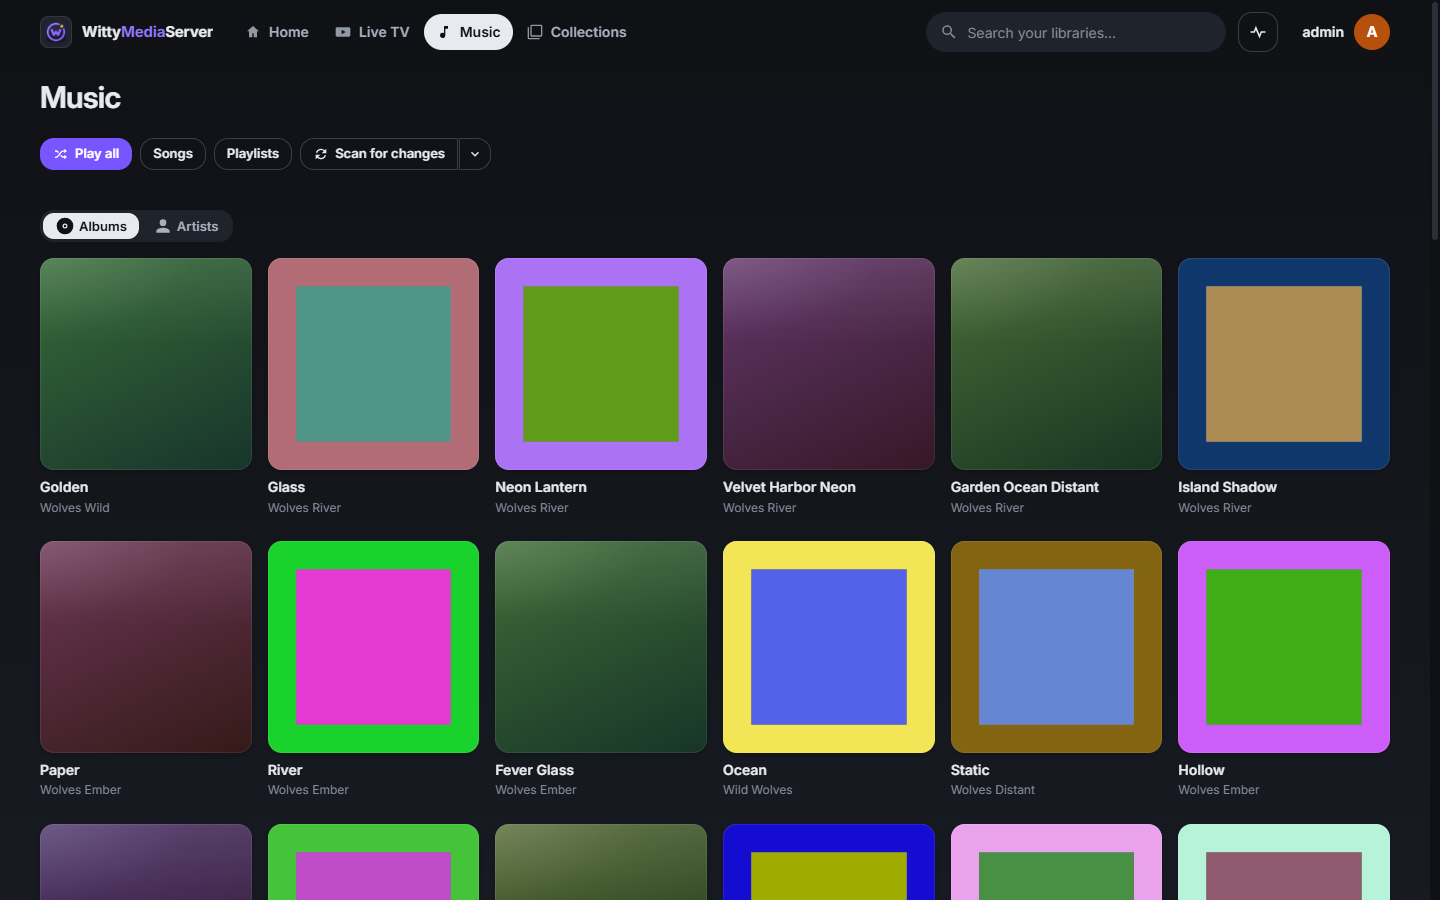 WittyMediaServer
Home
Live TV
Music
Collections
Search your libraries...
admin
A
Music
Play all
Songs
Playlists
Scan for changes
Albums
Artists
Golden
Wolves Wild
Glass
Wolves River
Neon Lantern
Wolves River
Velvet Harbor Neon
Wolves River
Garden Ocean Distant
Wolves River
Island Shadow
Wolves River
Paper
Wolves Ember
River
Wolves Ember
Fever Glass
Wolves Ember
Ocean
Wild Wolves
Static
Wolves Distant
Hollow
Wolves Ember